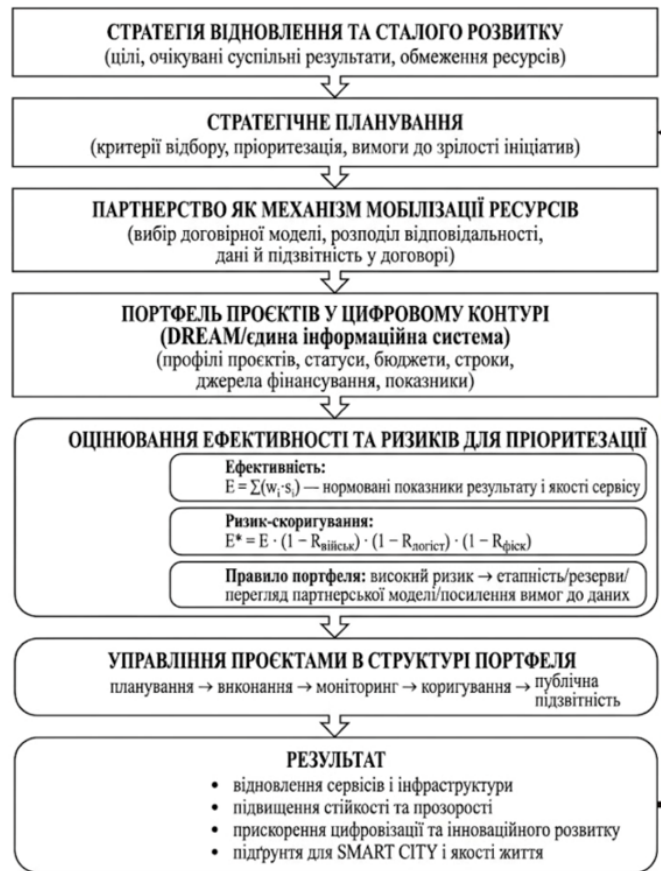 СТРАТЕГІЯ ВІДНОВЛЕННЯ ТА СТАЛОГО РОЗВИТКУ
(цілі, очікувані суспільні результати, обмеження ресурсів)
СТРАТЕГІЧНЕ ПЛАНУВАННЯ
(критерії відбору, пріоритезація, вимоги до зрілості ініціатив)
ПАРТНЕРСТВО ЯК МЕХАНІЗМ МОБІЛІЗАЦІЇ РЕСУРСІВ
(вибір договірної моделі, розподіл відповідальності,
дані й підзвітність у договорі)
ПОРТФЕЛЬ ПРОЄКТІВ У ЦИФРОВОМУ КОНТУРІ
(DREAM/єдина інформаційна система)
(профілі проєктів, статуси, бюджети, строки,
джерела фінансування, показники)
ОЦІНЮВАННЯ ЕФЕКТИВНОСТІ ТА РИЗИКІВ ДЛЯ ПРІОРИТЕЗАЦІЇ
Ефективність:
E = ∑(wᵢ·sᵢ) — нормовані показники результату і якості сервісу
Ризик-скоригування:
E* = E · (1 − Rвійськ) · (1 − Rлогіст) · (1 − Rфіск)
Правило портфеля: високий ризик → етапність/резерви/
перегляд партнерської моделі/посилення вимог до даних
УПРАВЛІННЯ ПРОЄКТАМИ В СТРУКТУРІ ПОРТФЕЛЯ
планування → виконання → моніторинг → коригування → публічна
підзвітність
РЕЗУЛЬТАТ
• відновлення сервісів і інфраструктури
• підвищення стійкості та прозорості
• прискорення цифровізації та інноваційного розвитку
• підґрунтя для SMART CITY і якості життя